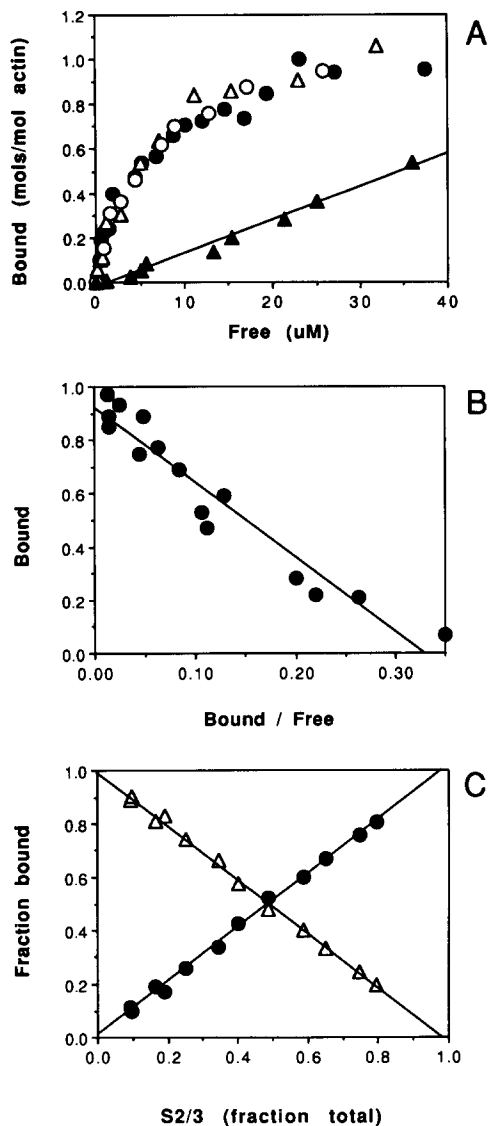 A
1.2
1.0
0.8
0.6
0.4
0.2
0.0
Bound (mols/mol actin)
0 10 20 30 40
Free (uM)
B
1.0
0.8
0.6
0.4
0.2
0.0
Bound
0.00 0.10 0.20 0.30
Bound / Free
C
1.0
0.8
0.6
0.4
0.2
0.0
Fraction bound
0.0 0.2 0.4 0.6 0.8 1.0
S2/3 (fraction total)